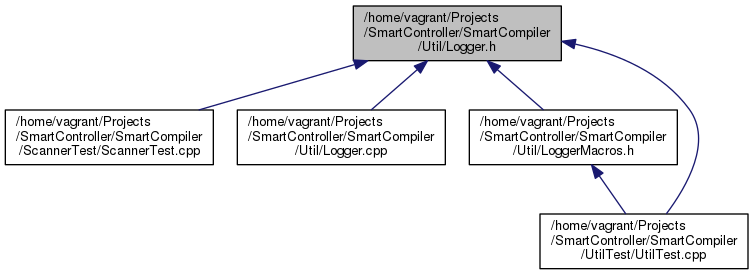 /home/vagrant/Projects
/SmartController/SmartCompiler
/Util/Logger.h
/home/vagrant/Projects
/SmartController/SmartCompiler
/ScannerTest/ScannerTest.cpp
/home/vagrant/Projects
/SmartController/SmartCompiler
/Util/Logger.cpp
/home/vagrant/Projects
/SmartController/SmartCompiler
/Util/LoggerMacros.h
/home/vagrant/Projects
/SmartController/SmartCompiler
/UtilTest/UtilTest.cpp